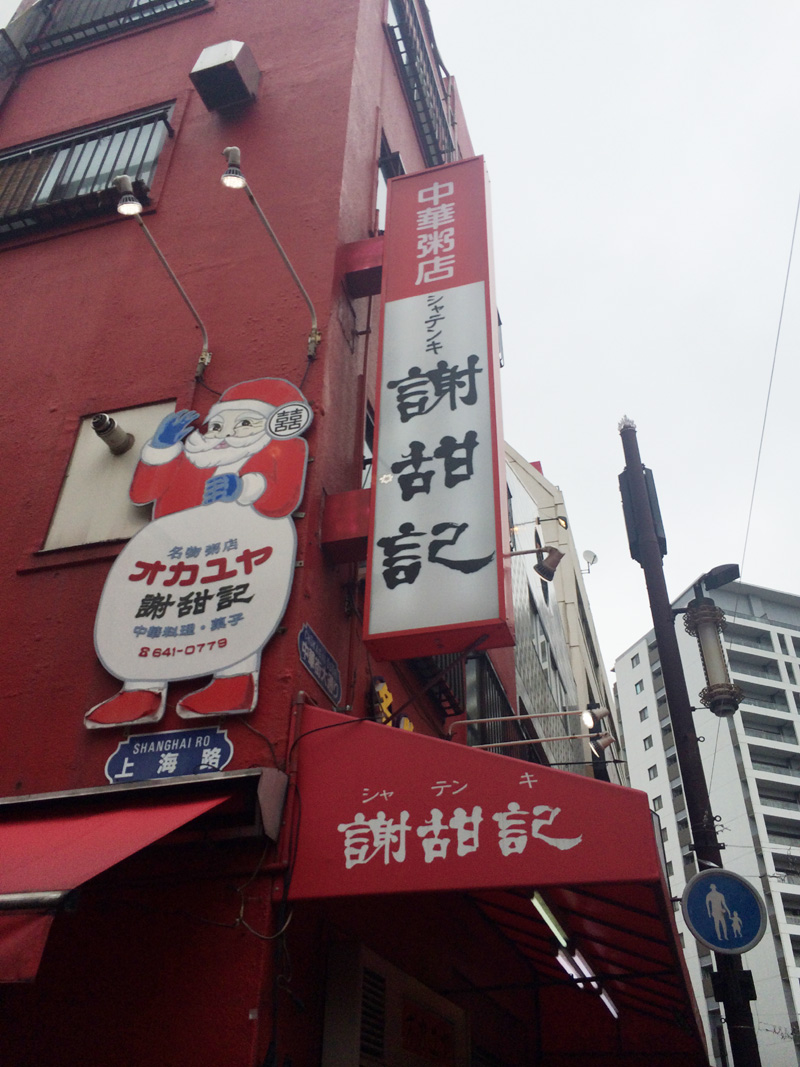 中華粥店
シャテンキ
謝甜記
囍
名物粥店
オカユヤ
謝甜記
中華料理・菓子
☎641-0779
SHANGHAI RO
上海路
シャテンキ
謝甜記